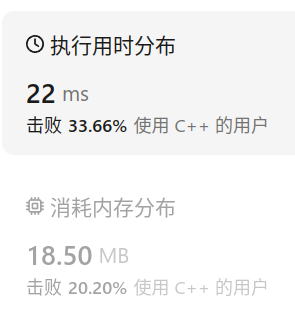 执行用时分布
22 ms
击败 33.66% 使用 C++ 的用户
消耗内存分布
18.50 MB
击败 20.20% 使用 C++ 的用户